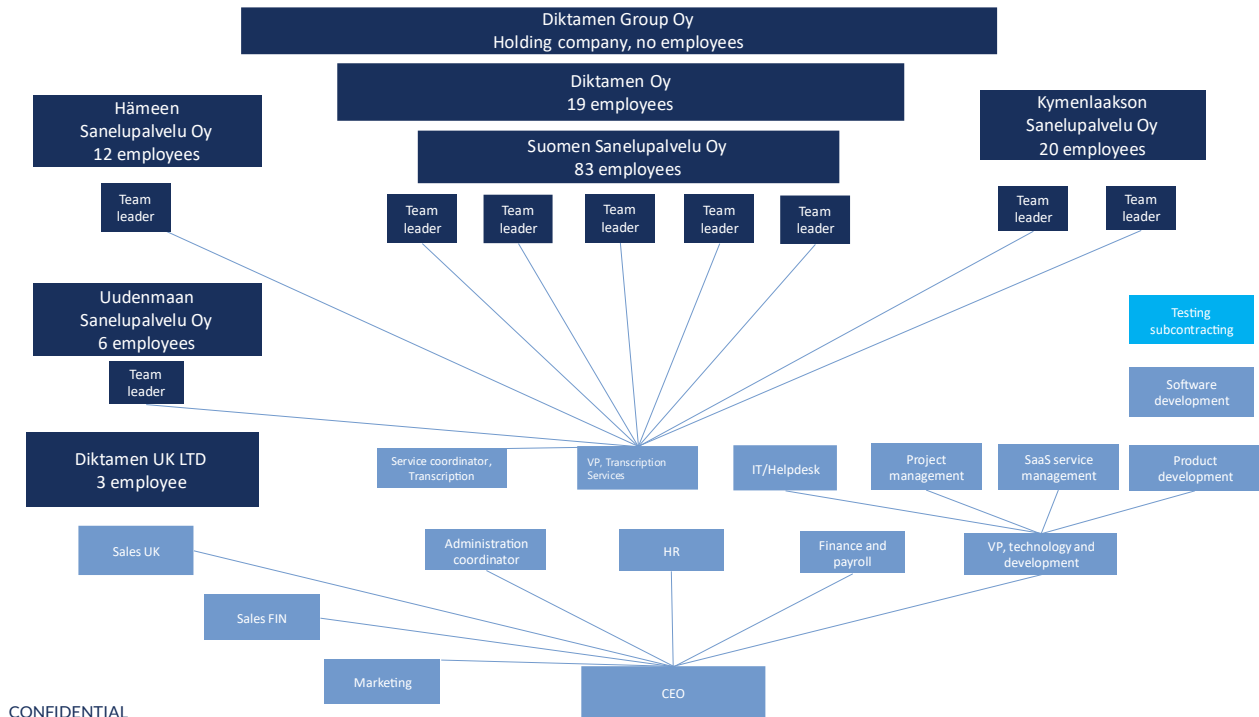 Diktamen Group Oy
Holding company, no employees
Diktamen Oy
19 employees
Hämeen
Sanelupalvelu Oy
12 employees
Kymenlaakson
Sanelupalvelu Oy
20 employees
Suomen Sanelupalvelu Oy
83 employees
Team
leader
Team
leader
Team
leader
Team
leader
Team
leader
Team
leader
Team
leader
Team
leader
Uudenmaan
Sanelupalvelu Oy
6 employees
Testing
subcontracting
Team
leader
Software
development
Diktamen UK LTD
3 employee
Service coordinator,
Transcription
VP, Transcription
Services
IT/Helpdesk
Project
management
SaaS service
management
Product
development
Sales UK
Administration
coordinator
HR
Finance and
payroll
VP, technology and
development
Sales FIN
Marketing
CEO
CONFIDENTIAL